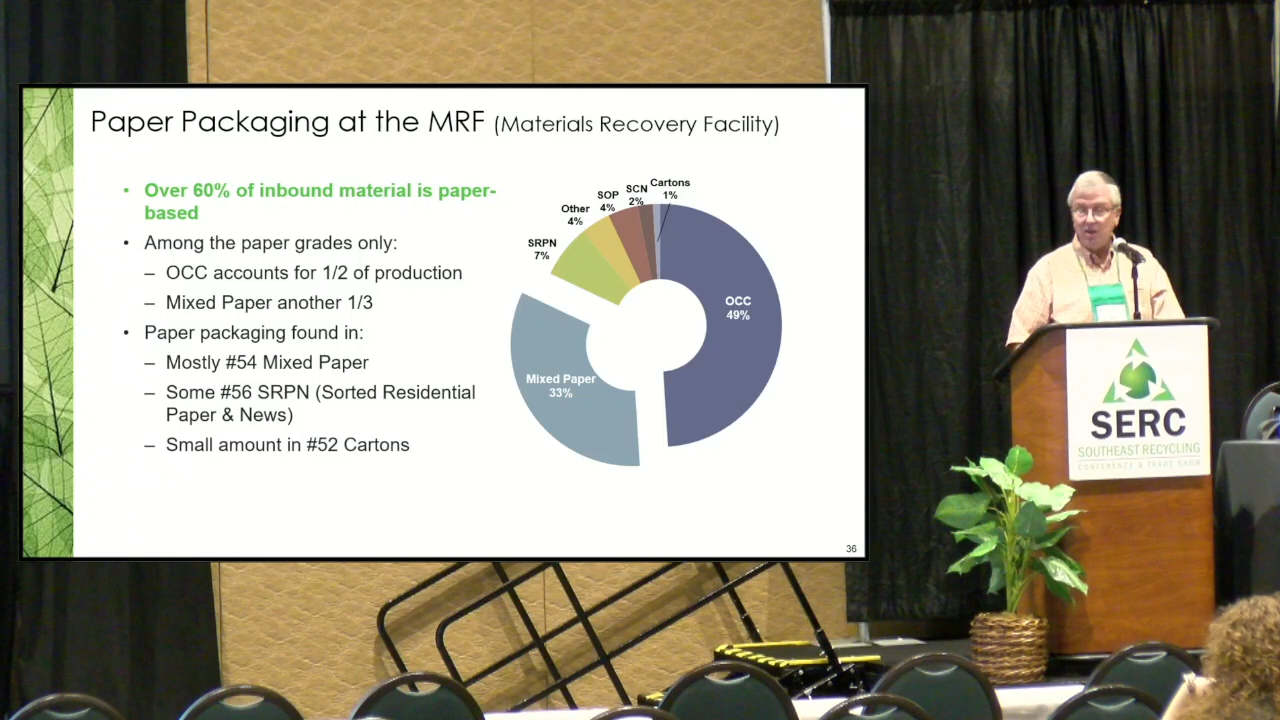 Paper Packaging at the MRF (Materials Recovery Facility)
• Over 60% of inbound material is paper-
based
• Among the paper grades only:
– OCC accounts for 1/2 of production
– Mixed Paper another 1/3
• Paper packaging found in:
– Mostly #54 Mixed Paper
– Some #56 SRPN (Sorted Residential
Paper & News)
– Small amount in #52 Cartons
SRPN
7%
Other
4%
SOP
4%
SCN
2%
Cartons
1%
OCC
49%
Mixed Paper
33%
36
SERC
SOUTHEAST RECYCLING
CONFERENCE & TRADE SHOW